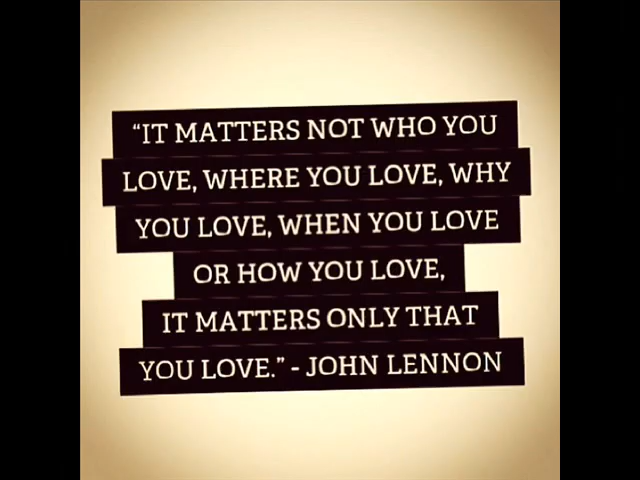 “IT MATTERS NOT WHO YOU
LOVE, WHERE YOU LOVE, WHY
YOU LOVE, WHEN YOU LOVE
OR HOW YOU LOVE,
IT MATTERS ONLY THAT
YOU LOVE.” - JOHN LENNON